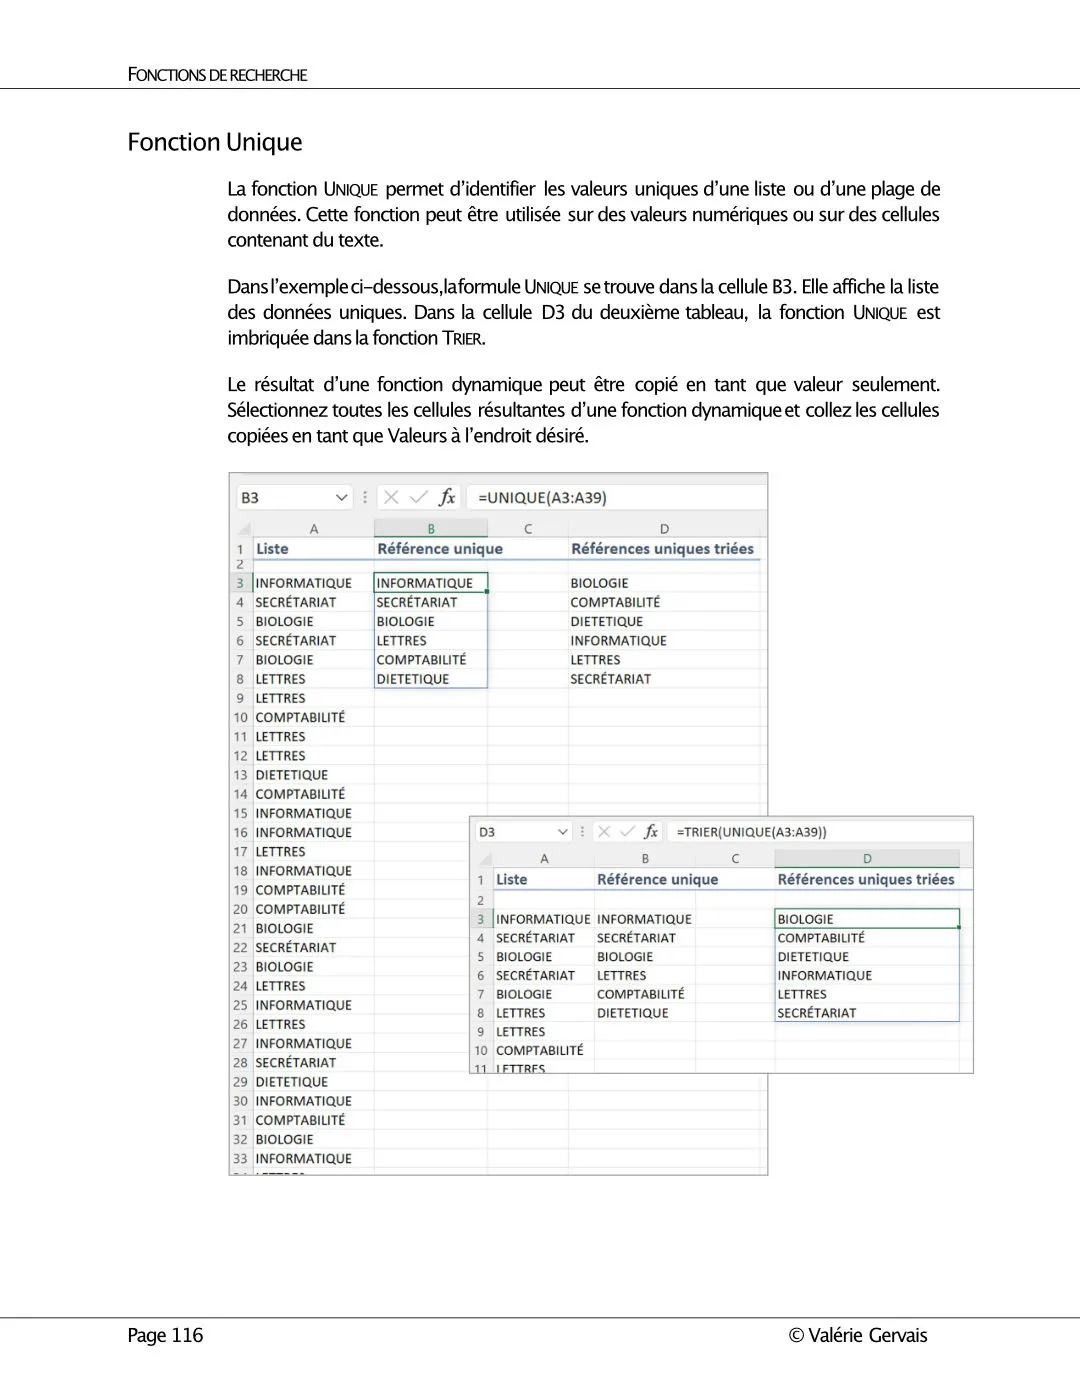 FONCTIONS DE RECHERCHE
Fonction Unique
La fonction UNIQUE permet d’identifier les valeurs uniques d’une liste ou d’une plage de
données. Cette fonction peut être utilisée sur des valeurs numériques ou sur des cellules
contenant du texte.
Dans l’exemple ci-dessous, la formule UNIQUE se trouve dans la cellule B3. Elle affiche la liste
des données uniques. Dans la cellule D3 du deuxième tableau, la fonction UNIQUE est
imbriquée dans la fonction TRIER.
Le résultat d’une fonction dynamique peut être copié en tant que valeur seulement.
Sélectionnez toutes les cellules résultantes d’une fonction dynamique et collez les cellules
copiées en tant que Valeurs à l’endroit désiré.
B3 fx =UNIQUE(A3:A39)
A B C D
1 Liste Référence unique Références uniques triées
2
3 INFORMATIQUE INFORMATIQUE BIOLOGIE
4 SECRÉTARIAT SECRÉTARIAT COMPTABILITÉ
5 BIOLOGIE BIOLOGIE DIETETIQUE
6 SECRÉTARIAT LETTRES INFORMATIQUE
7 BIOLOGIE COMPTABILITÉ LETTRES
8 LETTRES DIETETIQUE SECRÉTARIAT
9 LETTRES
10 COMPTABILITÉ
11 LETTRES
12 LETTRES
13 DIETETIQUE
14 COMPTABILITÉ
15 INFORMATIQUE
16 INFORMATIQUE
17 LETTRES
18 INFORMATIQUE
19 COMPTABILITÉ
20 COMPTABILITÉ
21 BIOLOGIE
22 SECRÉTARIAT
23 BIOLOGIE
24 LETTRES
25 INFORMATIQUE
26 LETTRES
27 INFORMATIQUE
28 SECRÉTARIAT
29 DIETETIQUE
30 INFORMATIQUE
31 COMPTABILITÉ
32 BIOLOGIE
33 INFORMATIQUE
D3 fx =TRIER(UNIQUE(A3:A39))
A B C D
1 Liste Référence unique Références uniques triées
2
3 INFORMATIQUE INFORMATIQUE BIOLOGIE
4 SECRÉTARIAT SECRÉTARIAT COMPTABILITÉ
5 BIOLOGIE BIOLOGIE DIETETIQUE
6 SECRÉTARIAT LETTRES INFORMATIQUE
7 BIOLOGIE COMPTABILITÉ LETTRES
8 LETTRES DIETETIQUE SECRÉTARIAT
9 LETTRES
10 COMPTABILITÉ
11 LETTRES
Page 116 © Valérie Gervais